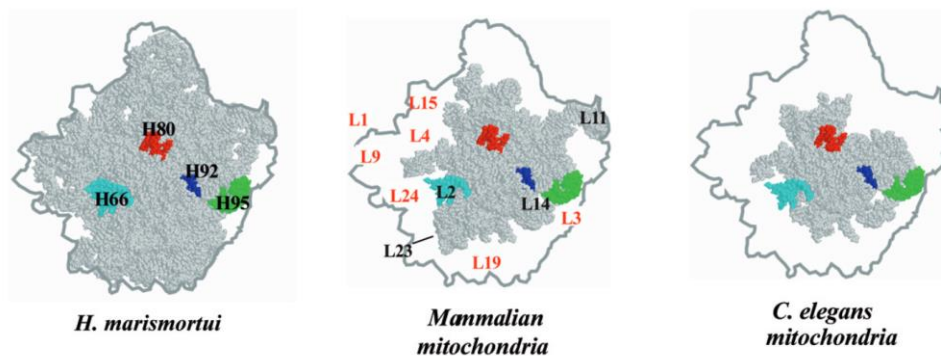 H80
H92
H66
H95
H. marismortui
L1
L15
L4
L11
L9
L24
L2
L14
L3
L23
L19
Mammalian
mitochondria
C. elegans
mitochondria